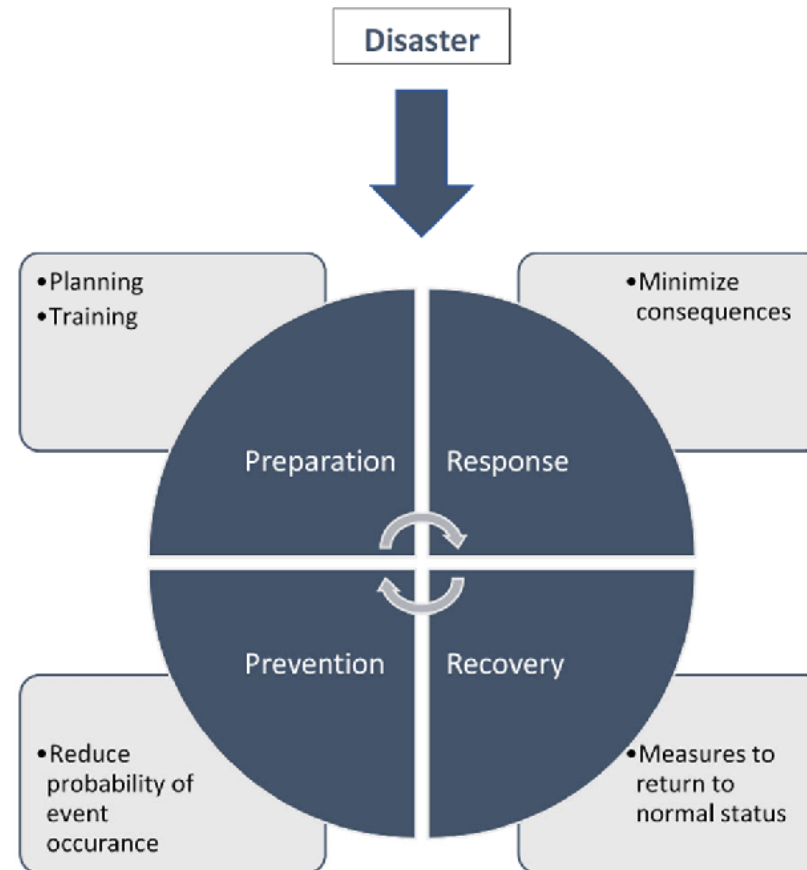 Disaster
•Planning
•Training
•Minimize
consequences
Preparation
Response
Prevention
Recovery
•Reduce
probability of
event
occurance
•Measures to
return to
normal status